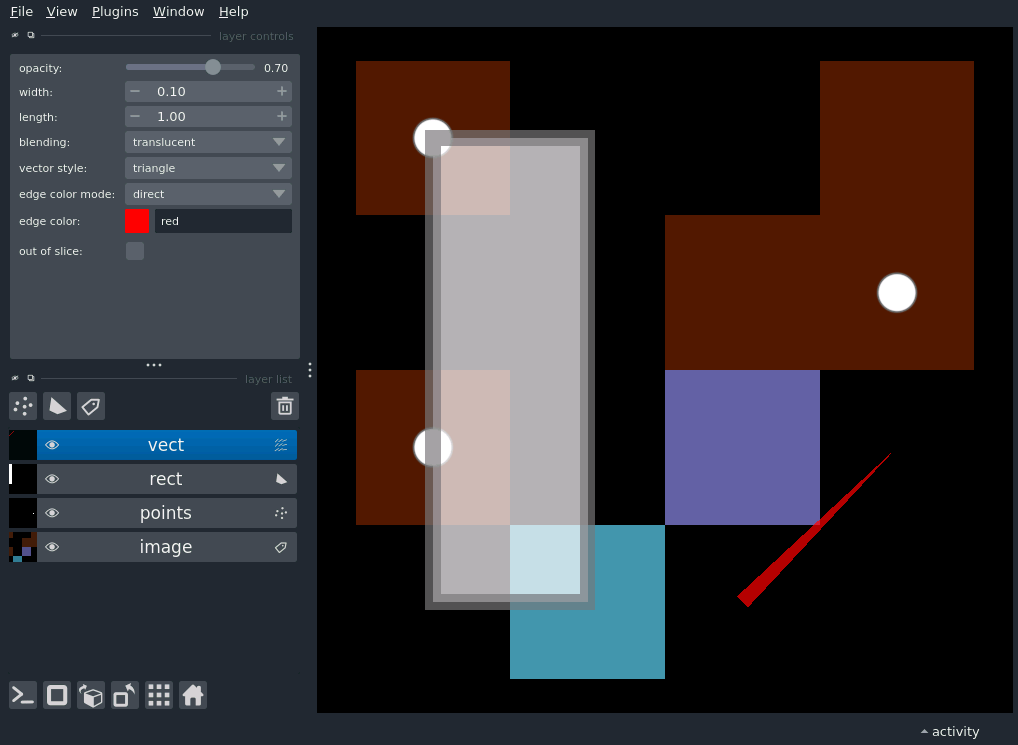 File View Plugins Window Help
layer controls
opacity: 0.70
width: 0.10
length: 1.00
blending: translucent
vector style: triangle
edge color mode: direct
edge color: red
out of slice:
layer list
vect
rect
points
image
activity